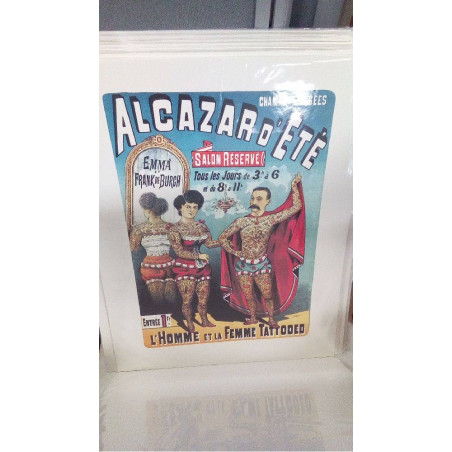 CHAMPS ELYSÉES
ALCAZAR D'ÉTÉ
EMMA
&
FRANK DE BURGH
SALON RESERVÉ
TOUS LES JOURS DE 3ʰ À 6
ET DE 8ʰ À 11ʰ
ENTRÉE 1ᶠ
L'HOMME ET LA FEMME TATTOOED